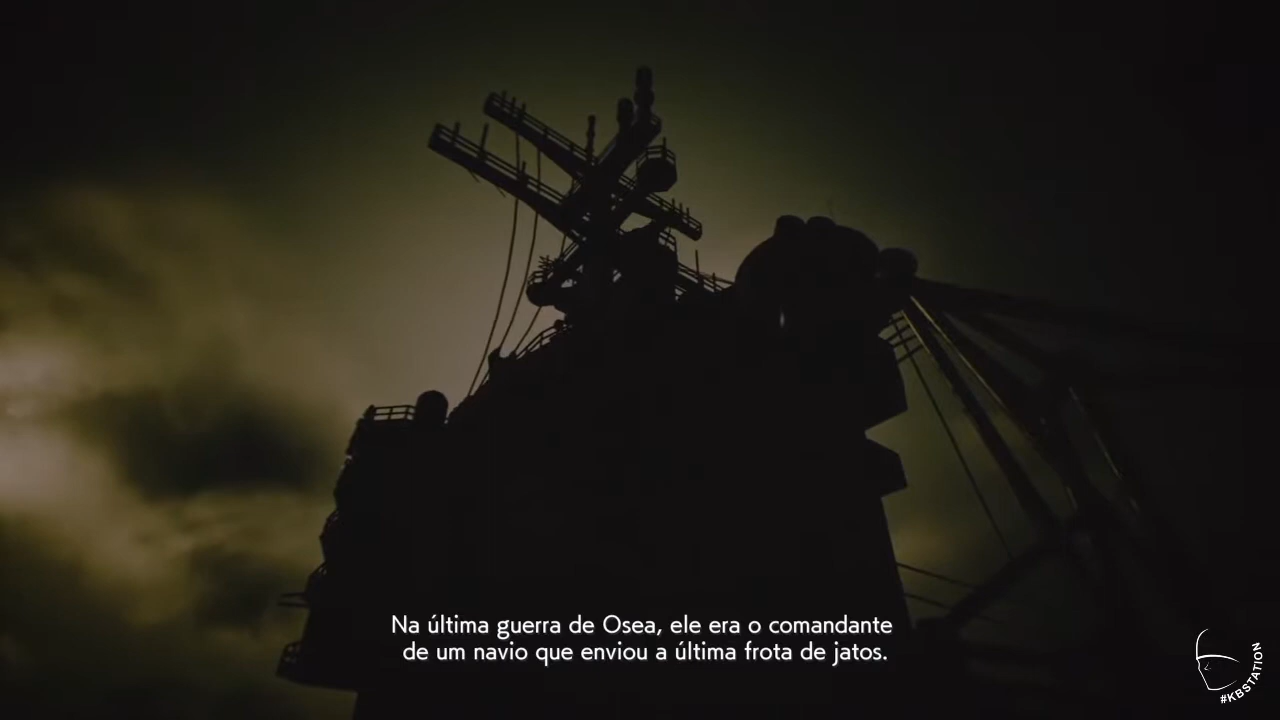 Na última guerra de Osea, ele era o comandante
de um navio que enviou a última frota de jatos.
#KBSTATION